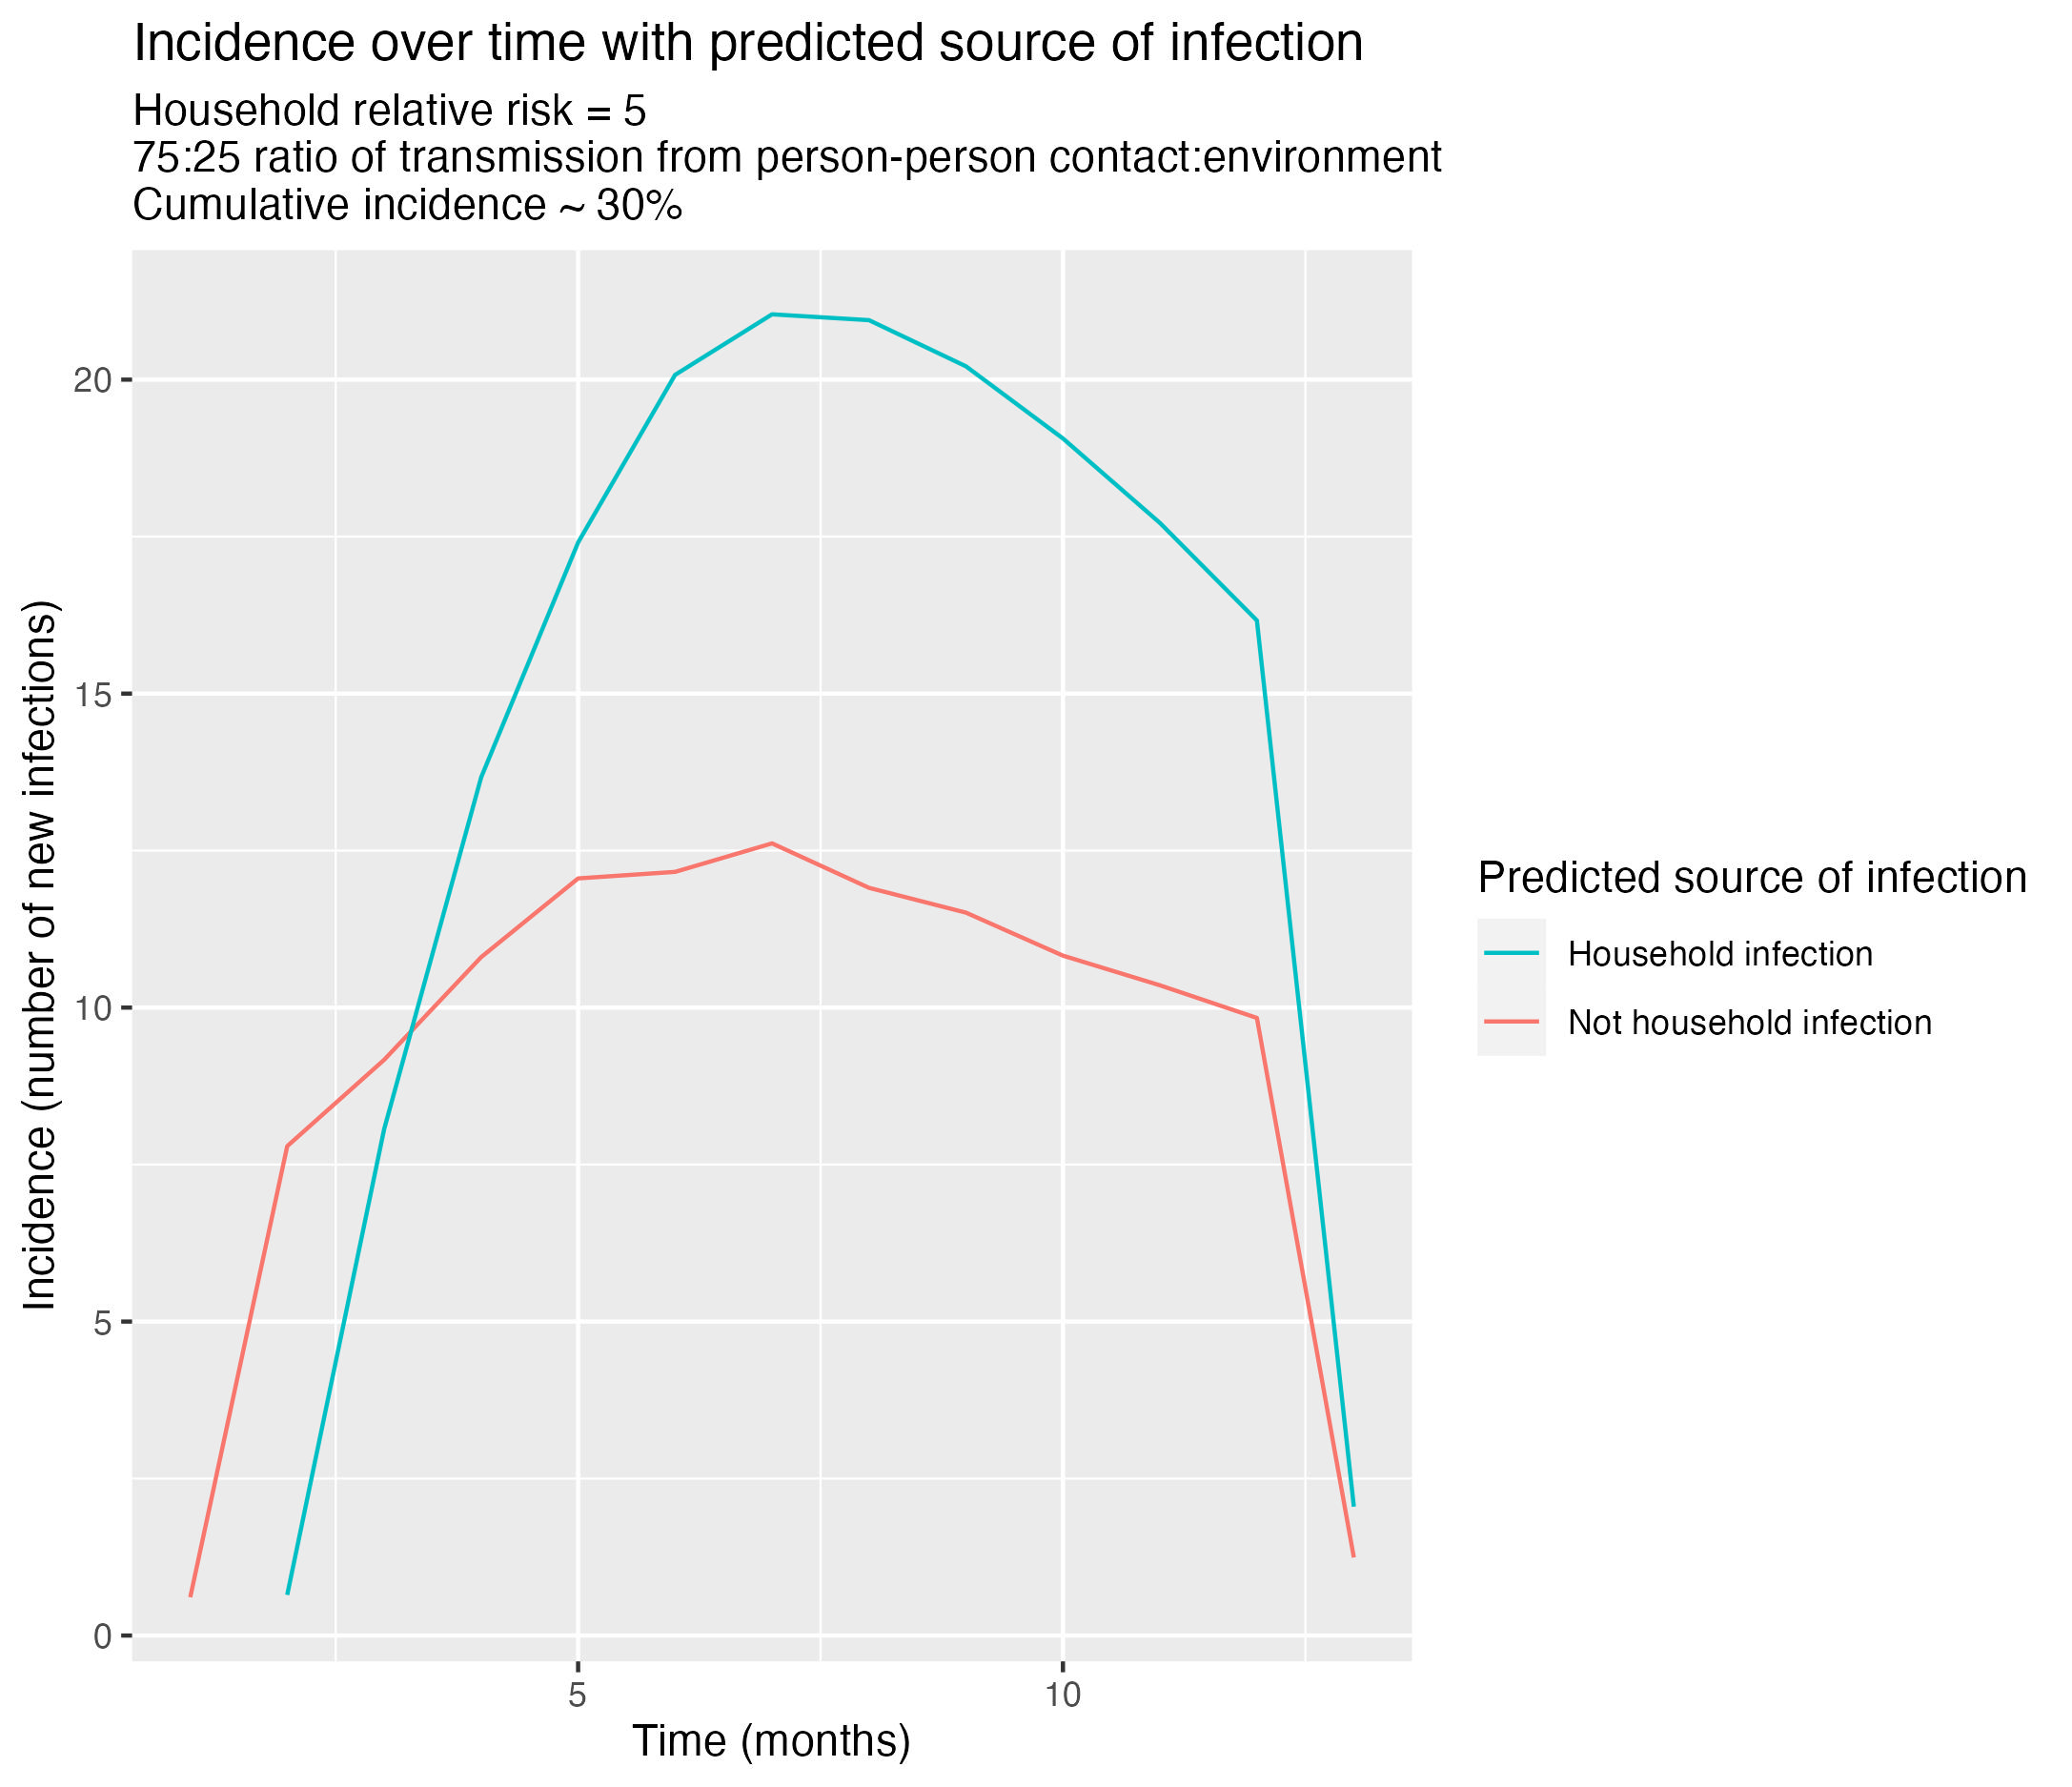 Incidence over time with predicted source of infection
Household relative risk = 5
75:25 ratio of transmission from person-person contact:environment
Cumulative incidence ~ 30%
Incidence (number of new infections)
20
15
10
5
0
5
10
Time (months)
Predicted source of infection
Household infection
Not household infection